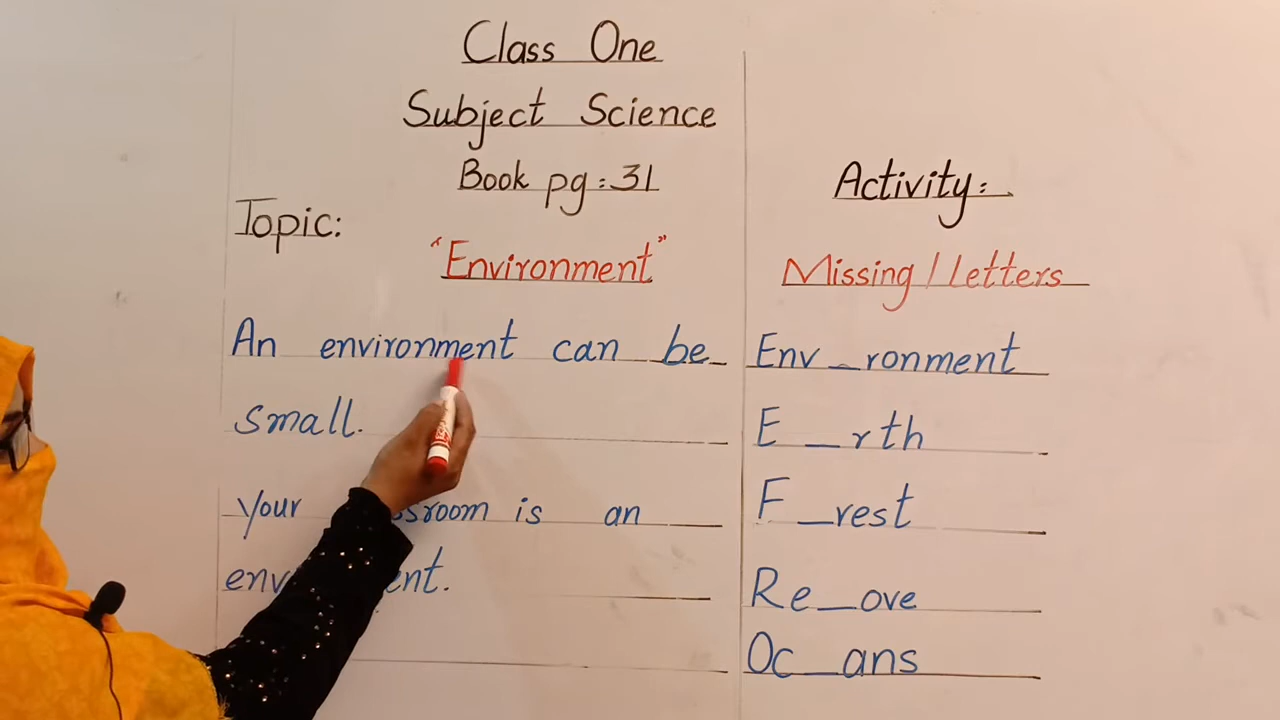 Class One
Subject Science
Book pg: 31
Topic:
"Environment"
An environment can be
small.
Your is an
Activity:
Missing/letters
Env_ronment
E_rth
F_rest
Re_ove
Oc_ans